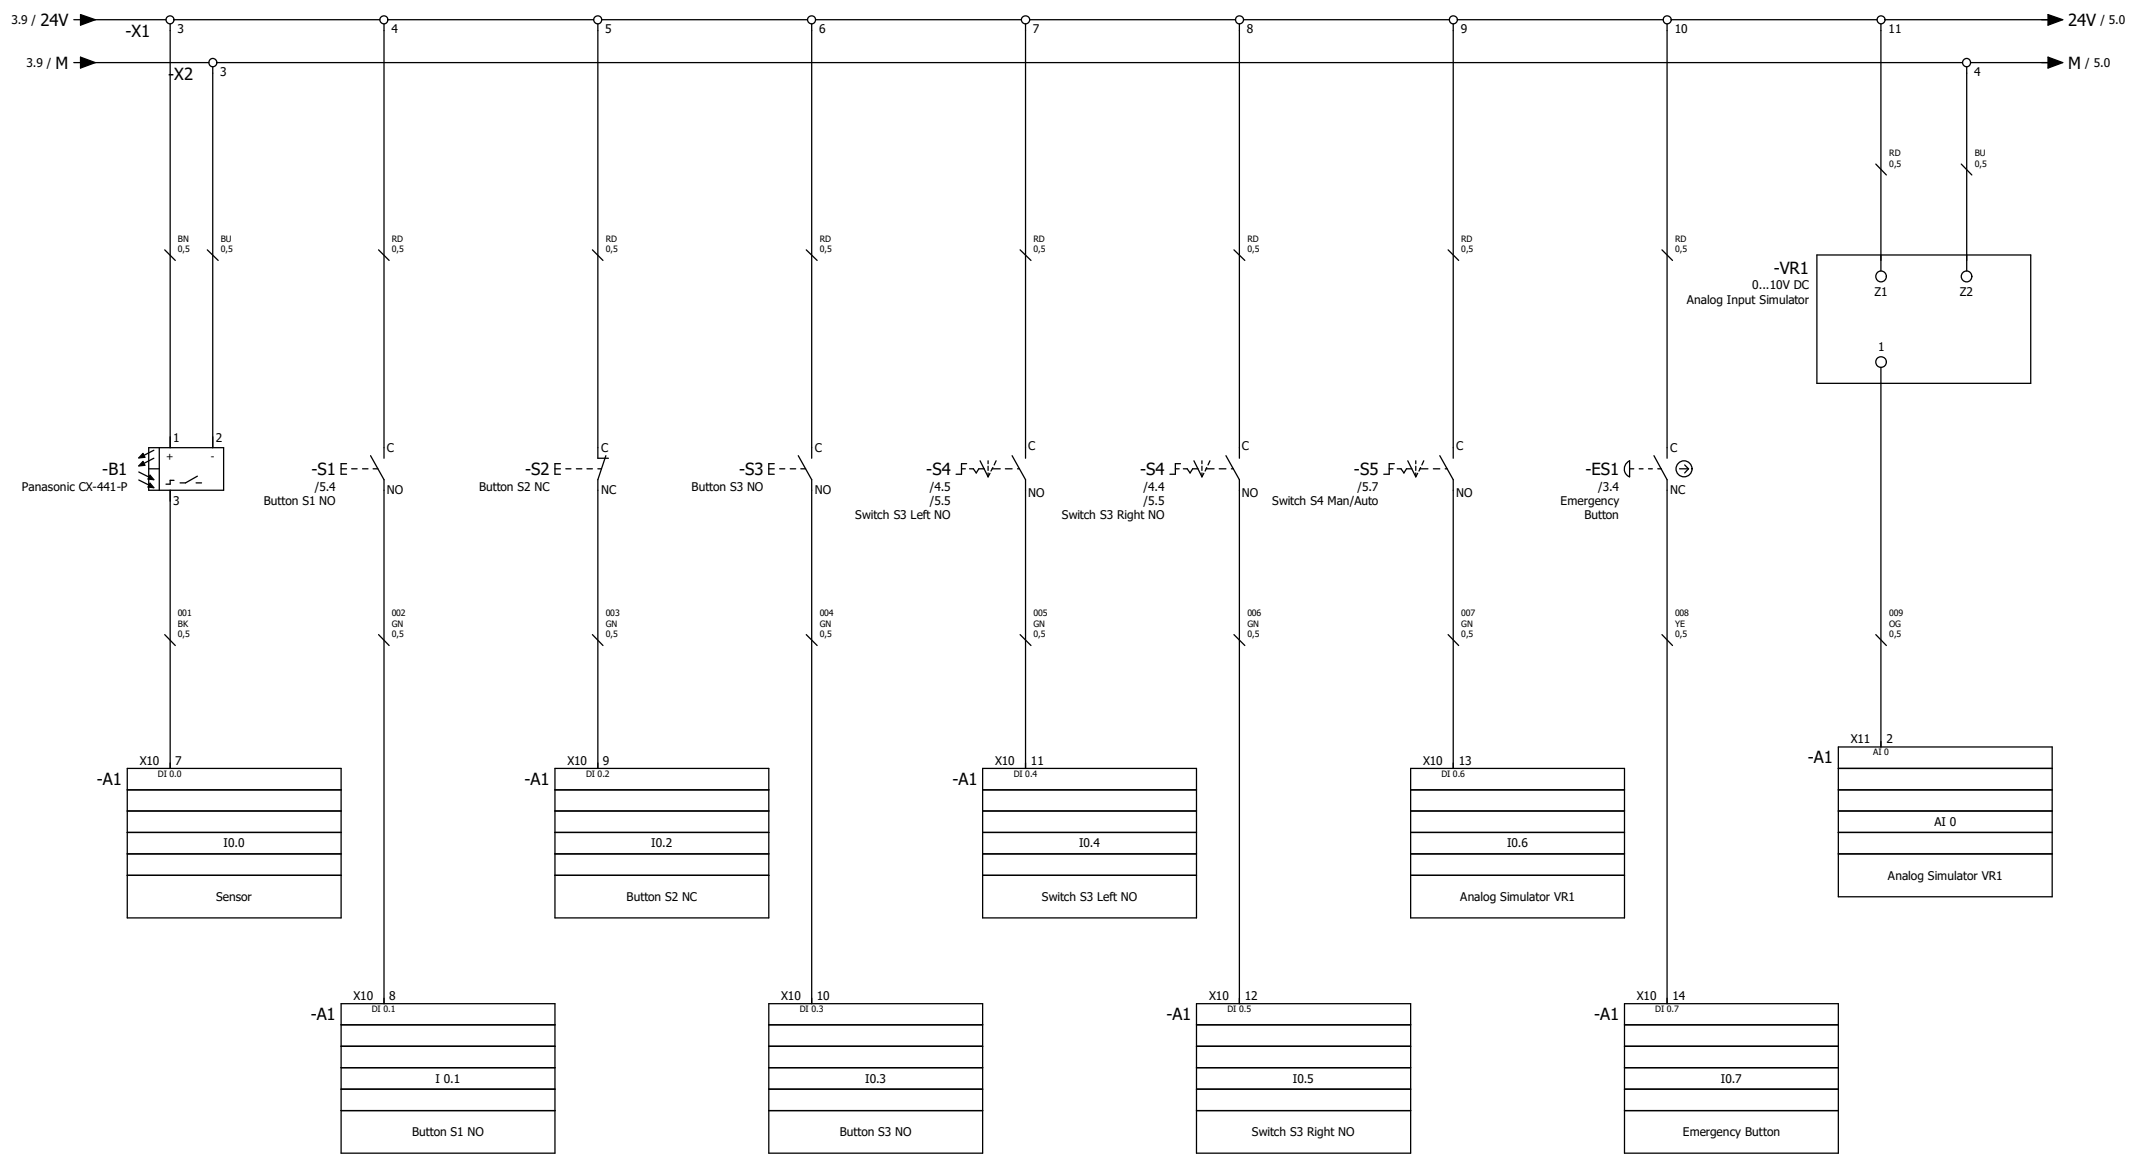 3.9 / 24V
-X1
3
4
5
6
7
8
9
10
11
24V / 5.0
3.9 / M
-X2
3
4
M / 5.0
RD
0,5
BU
0,5
BN
0,5
BU
0,5
RD
0,5
RD
0,5
RD
0,5
RD
0,5
RD
0,5
RD
0,5
RD
0,5
-VR1
0...10V DC
Analog Input Simulator
Z1
Z2
1
-B1
Panasonic CX-441-P
1
2
+
-
3
-S1
/5.4
Button S1 NO
C
NO
-S2
Button S2 NC
C
NC
-S3
Button S3 NO
C
NO
-S4
/4.5
/5.5
Switch S3 Left NO
C
NO
-S4
/4.4
/5.5
Switch S3 Right NO
C
NO
-S5
/5.7
Switch S4 Man/Auto
C
NO
-ES1
/3.4
Emergency
Button
C
NC
001
BK
0,5
002
GN
0,5
003
GN
0,5
004
GN
0,5
005
GN
0,5
006
GN
0,5
007
GN
0,5
008
YE
0,5
009
OG
0,5
-A1
X10 7
DI 0.0
I0.0
Sensor
-A1
X10 9
DI 0.2
I0.2
Button S2 NC
-A1
X10 11
DI 0.4
I0.4
Switch S3 Left NO
X10 13
DI 0.6
I0.6
Analog Simulator VR1
-A1
X11 2
AI 0
AI 0
Analog Simulator VR1
-A1
X10 8
DI 0.1
I 0.1
Button S1 NO
X10 10
DI 0.3
I0.3
Button S3 NO
-A1
X10 12
DI 0.5
I0.5
Switch S3 Right NO
-A1
X10 14
DI 0.7
I0.7
Emergency Button